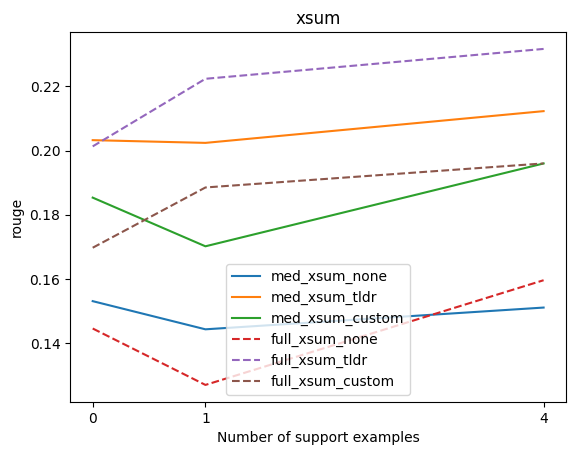 xsum
rouge
0.22
0.20
0.18
0.16
0.14
med_xsum_none
med_xsum_tldr
med_xsum_custom
full_xsum_none
full_xsum_tldr
full_xsum_custom
0 1 4
Number of support examples